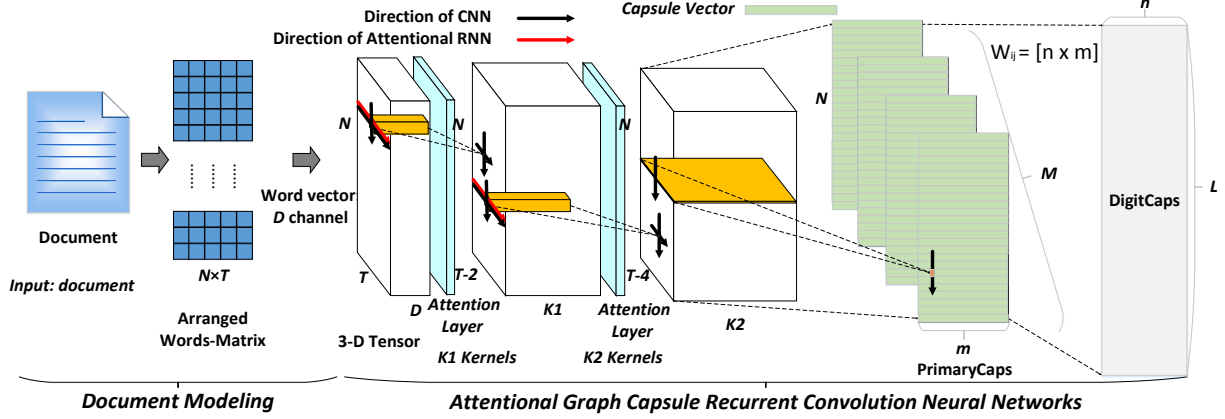 Direction of CNN
Direction of Attentional RNN
Capsule Vector
n
W_ij = [n x m]
N
N
N
N
M
L
Word vector:
D channel
DigitCaps
Document
N×T
Input: document
T
T-2
T-4
D
K1
K2
Attention
Layer
Attention
Layer
Arranged
Words-Matrix
3-D Tensor
K1 Kernels
K2 Kernels
m
PrimaryCaps
Document Modeling
Attentional Graph Capsule Recurrent Convolution Neural Networks